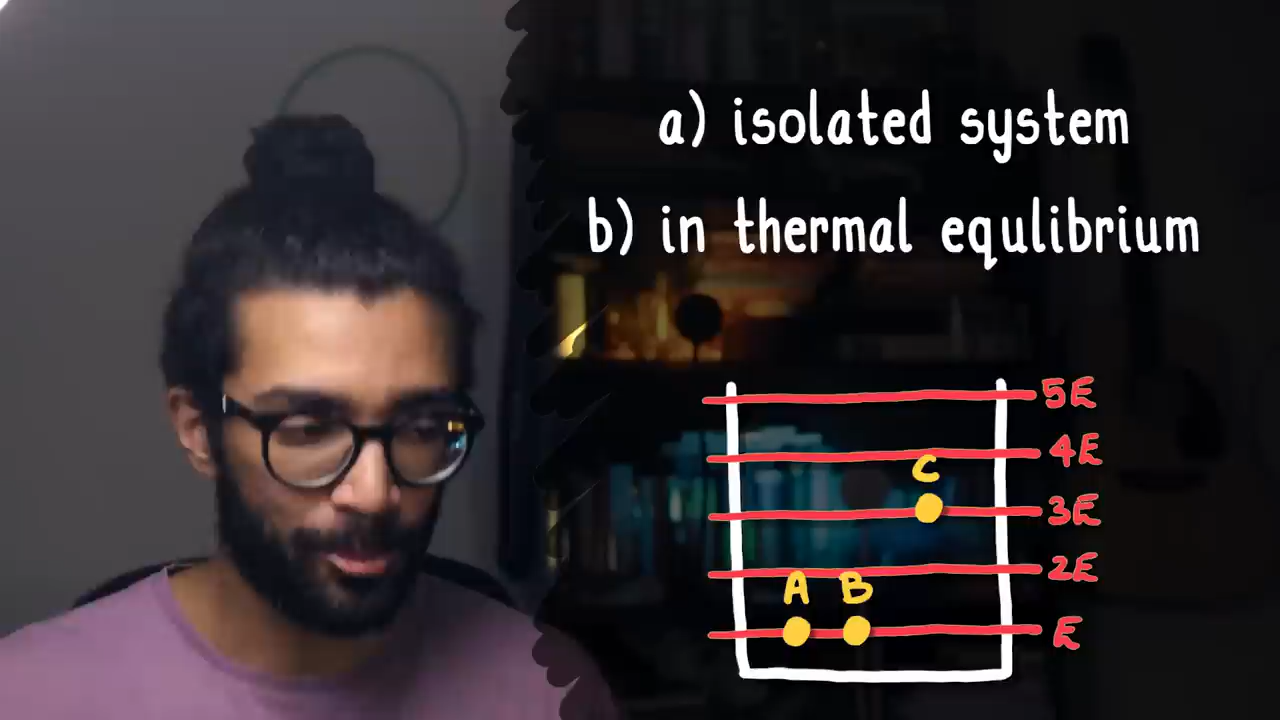 a) isolated system
b) in thermal equlibrium
5E
4E
C
3E
2E
A B
E